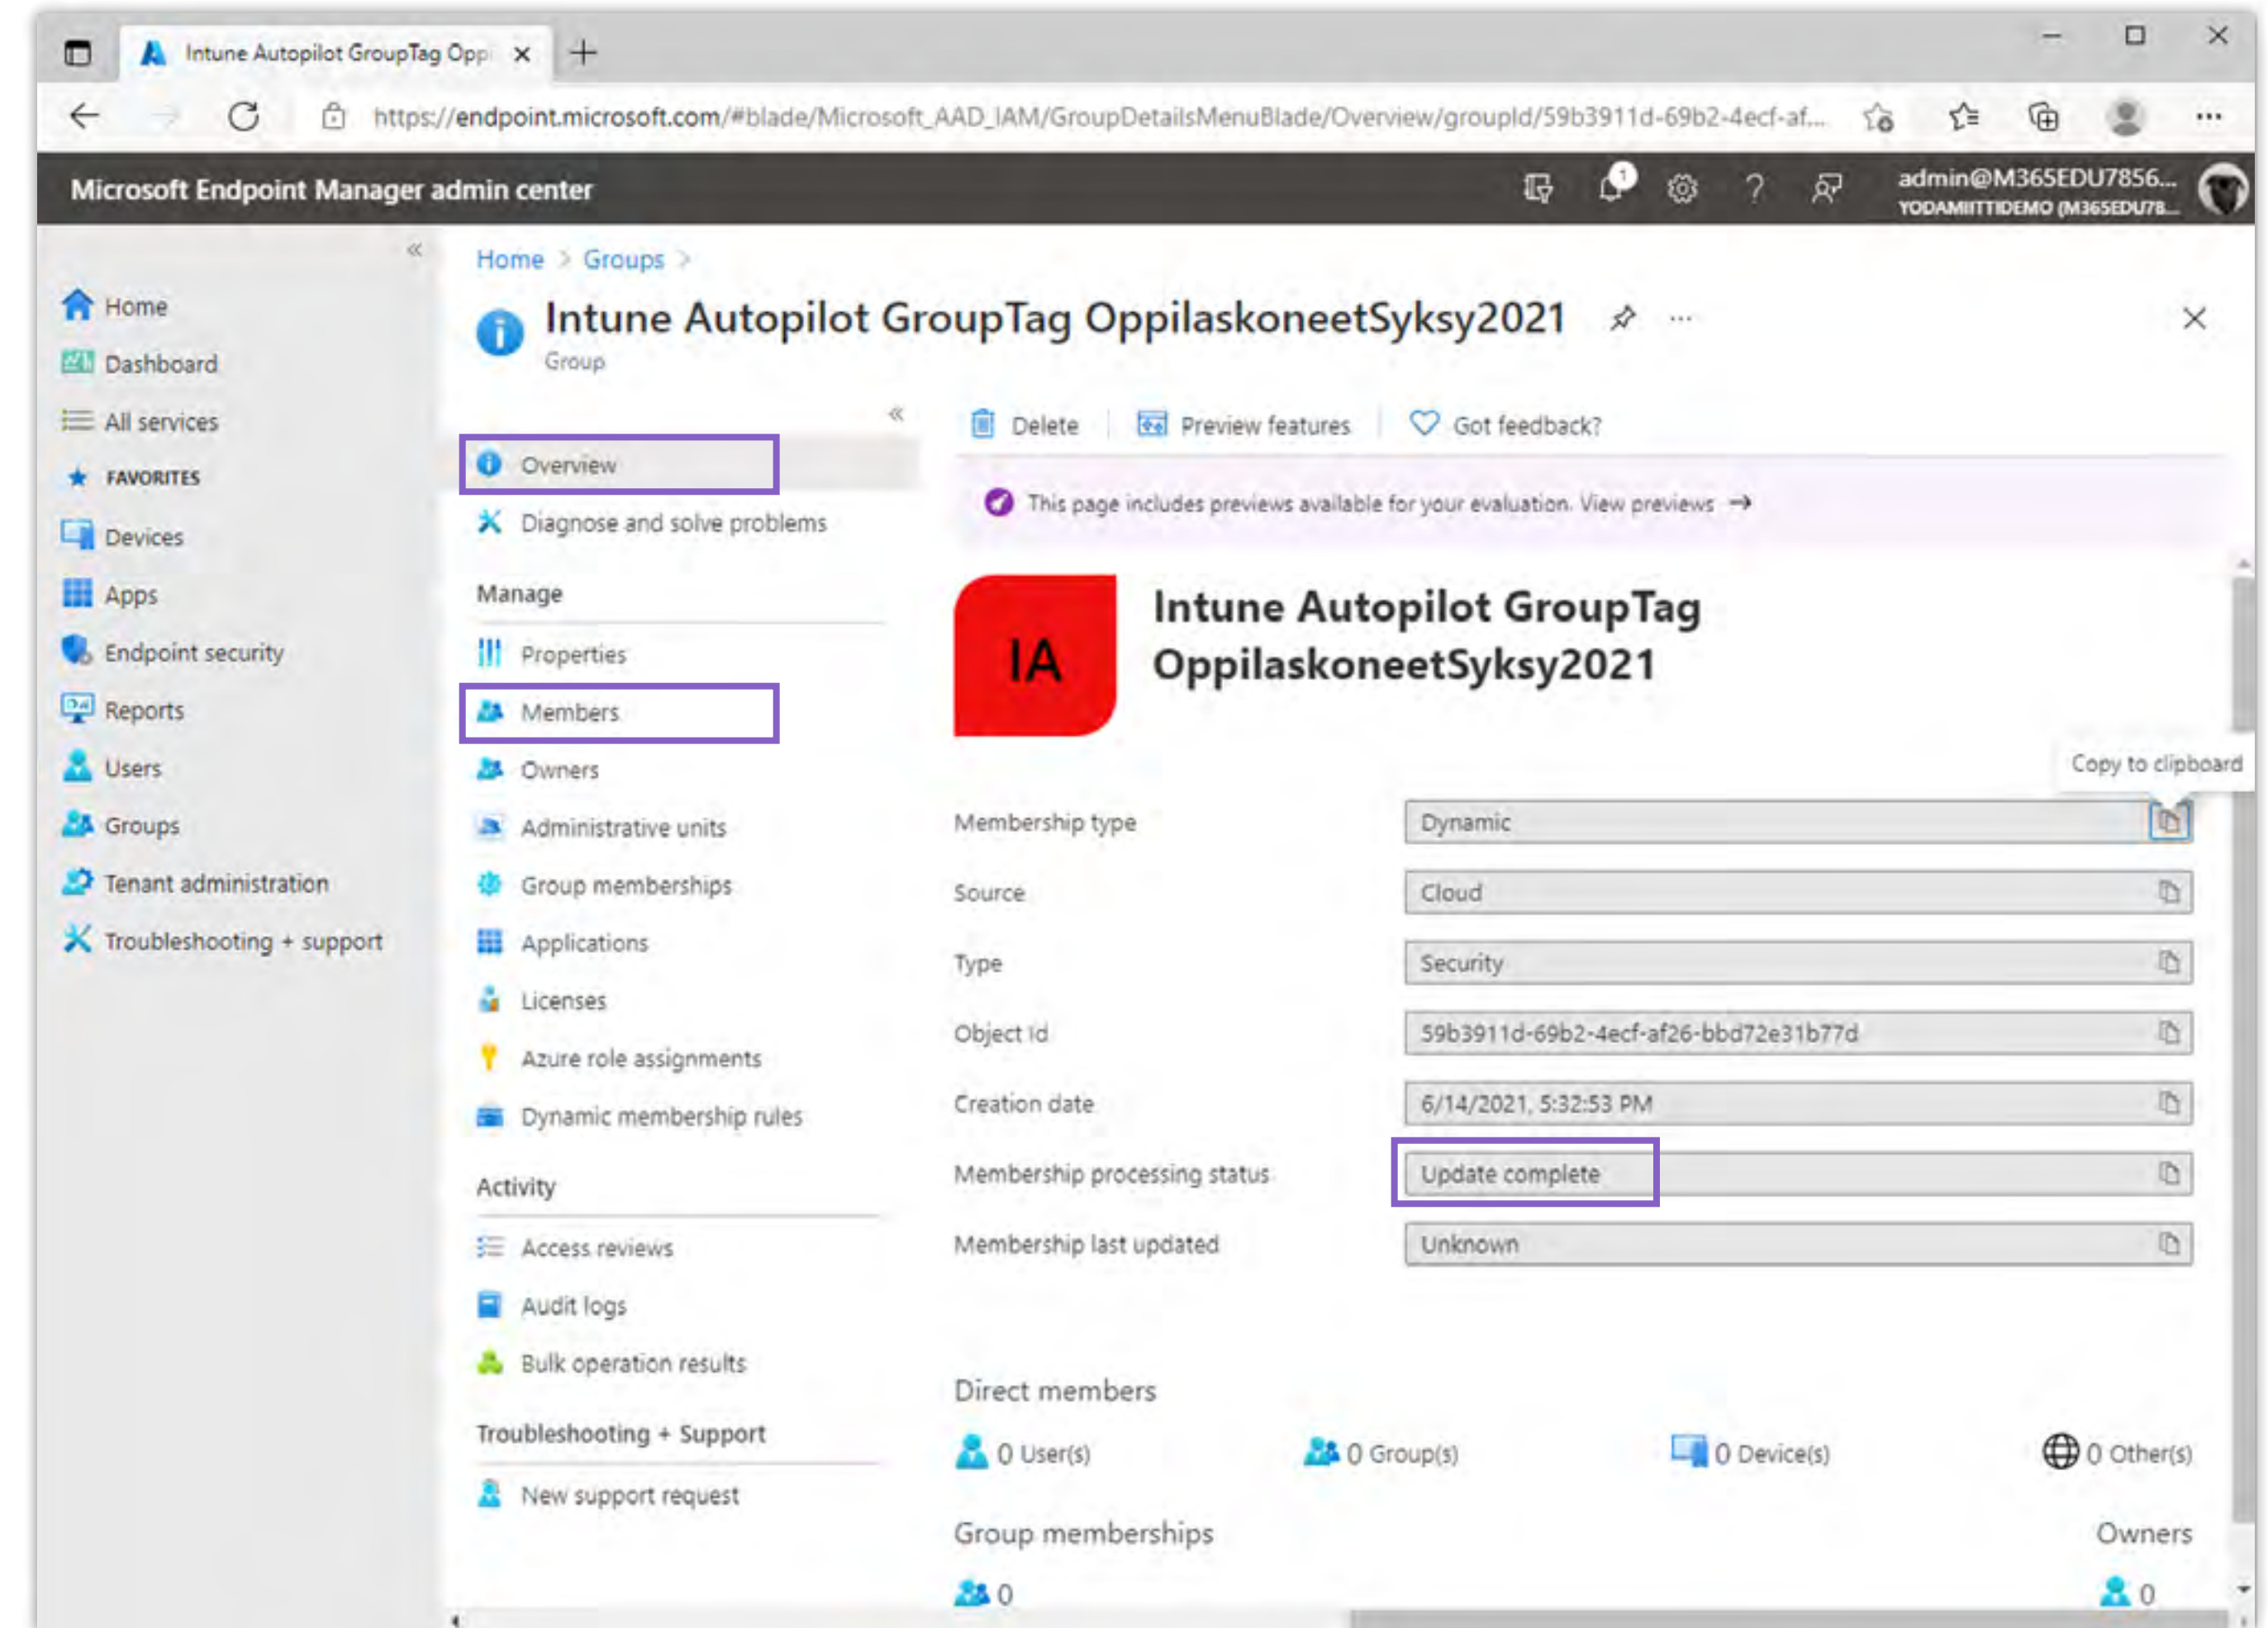 Intune Autopilot GroupTag Oppi
https://endpoint.microsoft.com/#blade/Microsoft_AAD_IAM/GroupDetailsMenuBlade/Overview/groupId/59b3911d-69b2-4ecf-af...
Microsoft Endpoint Manager admin center
1
admin@M365EDU7856...
YODAMIITTIDEMO (M365EDU78...
Home
Dashboard
All services
FAVORITES
Devices
Apps
Endpoint security
Reports
Users
Groups
Tenant administration
Troubleshooting + support
Home > Groups >
Intune Autopilot GroupTag OppilaskoneetSyksy2021
Group
Overview
Diagnose and solve problems
Manage
Properties
Members
Owners
Administrative units
Group memberships
Applications
Licenses
Azure role assignments
Dynamic membership rules
Activity
Access reviews
Audit logs
Bulk operation results
Troubleshooting + Support
New support request
Delete
Preview features
Got feedback?
This page includes previews available for your evaluation. View previews →
IA
Intune Autopilot GroupTag
OppilaskoneetSyksy2021
Copy to clipboard
Membership type Dynamic
Source Cloud
Type Security
Object Id 59b3911d-69b2-4ecf-af26-bbd72e31b77d
Creation date 6/14/2021, 5:32:53 PM
Membership processing status Update complete
Membership last updated Unknown
Direct members
0 User(s) 0 Group(s) 0 Device(s) 0 Other(s)
Group memberships Owners
0 0